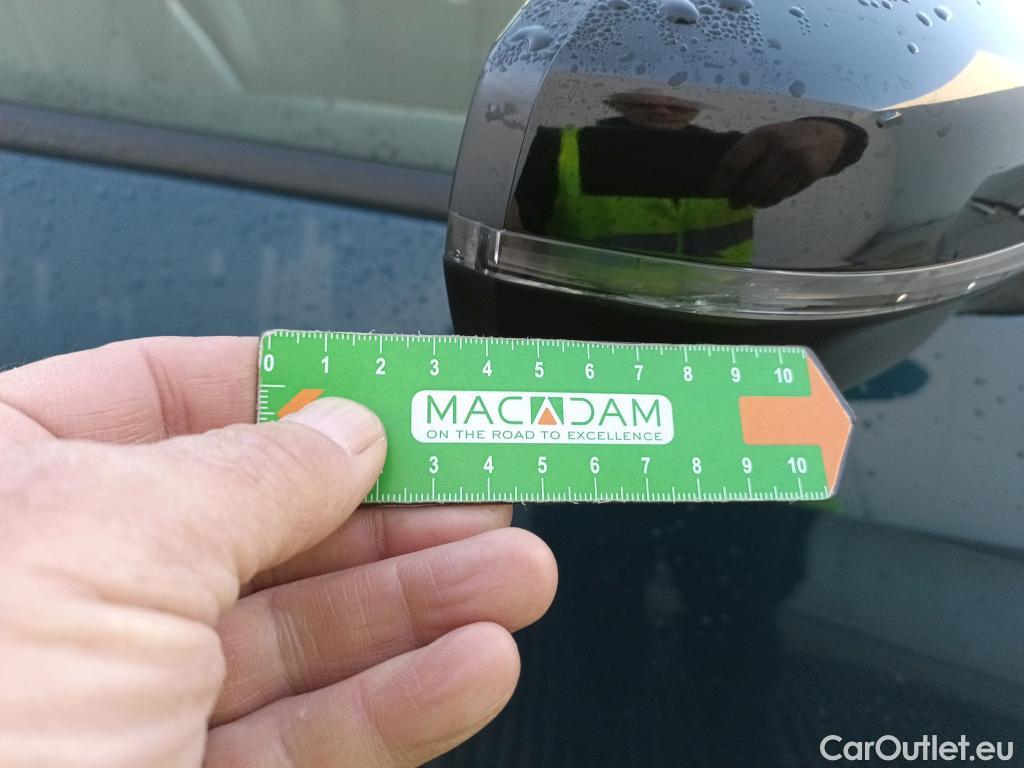 0 1 2 3 4 5 6 7 8 9 10
MACADAM
ON THE ROAD TO EXCELLENCE
3 4 5 6 7 8 9 10
CarOutlet.eu